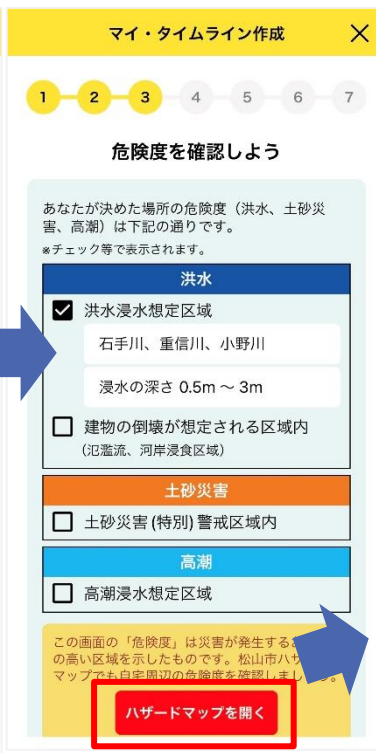 マイ・タイムライン作成
1 2 3 4 5 6 7
危険度を確認しよう
あなたが決めた場所の危険度（洪水、土砂災
害、高潮）は下記の通りです。
※チェック等で表示されます。
洪水
洪水浸水想定区域
石手川、重信川、小野川
浸水の深さ 0.5m ～ 3m
建物の倒壊が想定される区域内
（氾濫流、河岸浸食区域）
土砂災害
土砂災害(特別)警戒区域内
高潮
高潮浸水想定区域
この画面の「危険度」は災害が発生する
の高い区域を示したものです。松山市ハザ
マップでも自宅周辺の危険度を確認しまし
ハザードマップを開く